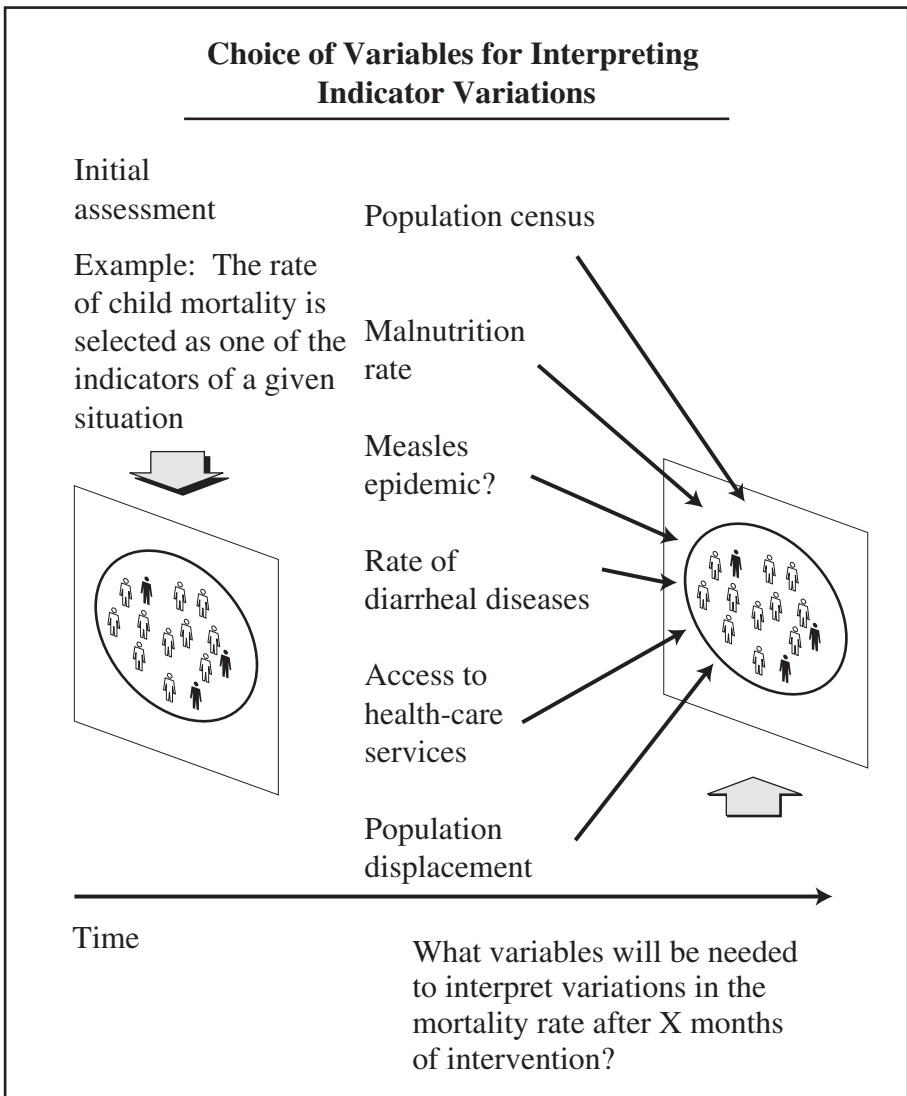 Choice of Variables for Interpreting
Indicator Variations
Initial
assessment
Example: The rate
of child mortality is
selected as one of the
indicators of a given
situation
Population census
Malnutrition
rate
Measles
epidemic?
Rate of
diarrheal diseases
Access to
health-care
services
Population
displacement
Time
What variables will be needed
to interpret variations in the
mortality rate after X months
of intervention?